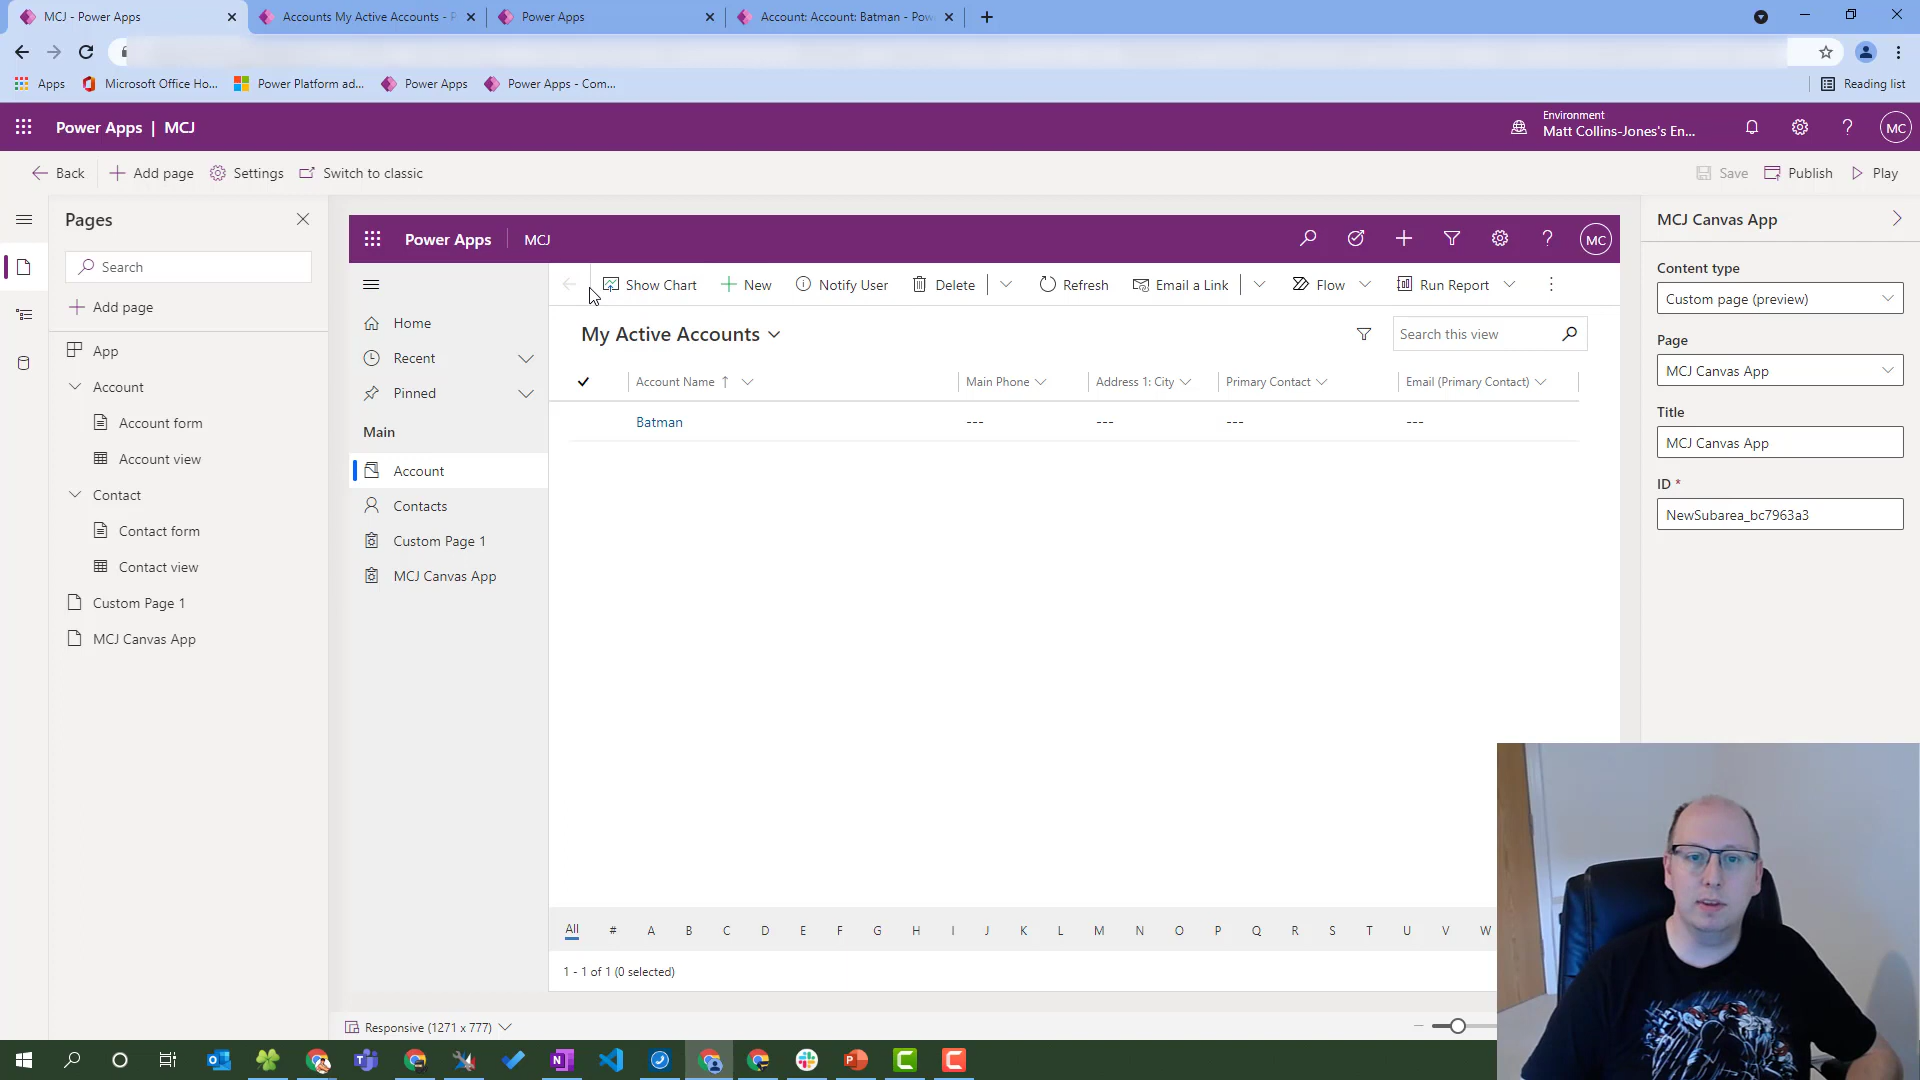 MCJ - Power Apps
Accounts My Active Accounts - P
Power Apps
Account: Account: Batman - Pow
Apps
Microsoft Office Ho...
Power Platform ad...
Power Apps
Power Apps - Com...
Reading list
Power Apps | MCJ
Environment
Matt Collins-Jones's En...
MC
Back
Add page
Settings
Switch to classic
Save
Publish
Play
Pages
Search
Add page
App
Account
Account form
Account view
Contact
Contact form
Contact view
Custom Page 1
MCJ Canvas App
Power Apps
MCJ
MC
Home
Recent
Pinned
Main
Account
Contacts
Custom Page 1
MCJ Canvas App
Show Chart
New
Notify User
Delete
Refresh
Email a Link
Flow
Run Report
My Active Accounts
Search this view
Account Name ↑
Main Phone
Address 1: City
Primary Contact
Email (Primary Contact)
Batman
---
---
---
---
All # A B C D E F G H I J K L M N O P Q R S T U V W
1 - 1 of 1 (0 selected)
Responsive (1271 x 777)
MCJ Canvas App
Content type
Custom page (preview)
Page
MCJ Canvas App
Title
MCJ Canvas App
ID *
NewSubarea_bc7963a3